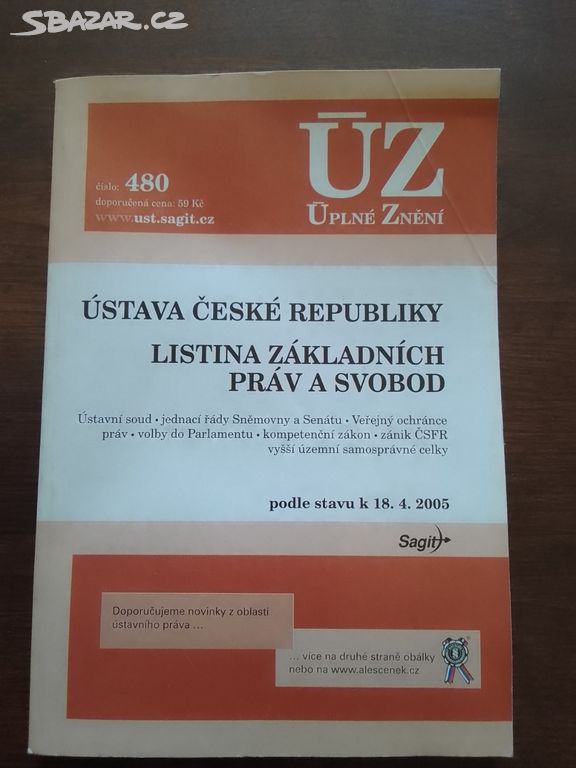 SBAZAR.CZ
ÚZ
číslo: 480
doporučená cena: 59 Kč
www.ust.sagit.cz
ÚPLNÉ ZNĚNÍ
ÚSTAVA ČESKÉ REPUBLIKY
LISTINA ZÁKLADNÍCH
PRÁV A SVOBOD
Ústavní soud • jednací řády Sněmovny a Senátu • Veřejný ochránce
práv • volby do Parlamentu • kompetenční zákon • zánik ČSFR
vyšší územní samosprávné celky
podle stavu k 18. 4. 2005
Sagit
Doporučujeme novinky z oblasti
ústavního práva ...
... více na druhé straně obálky
nebo na www.alescenek.cz